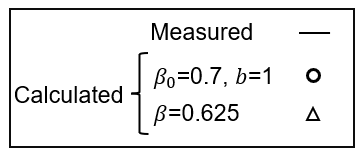 Measured
β₀=0.7, b=1
Calculated
β=0.625